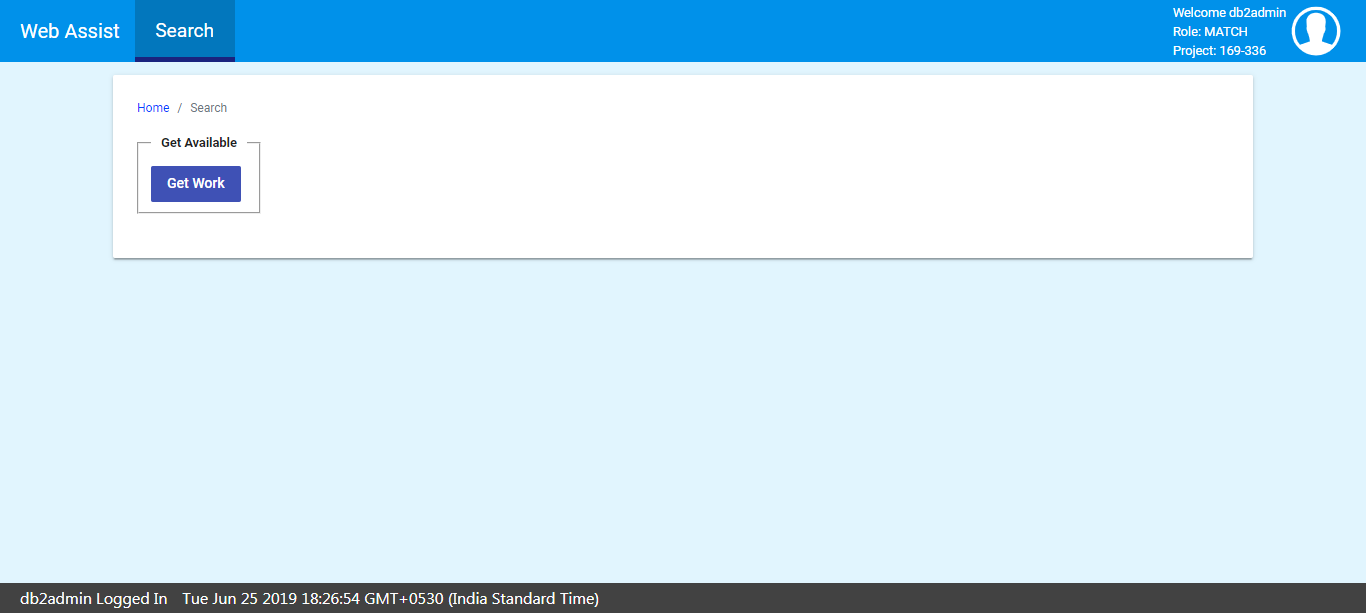 Web Assist
Search
Welcome db2admin
Role: MATCH
Project: 169-336
Home / Search
Get Available
Get Work
db2admin Logged In Tue Jun 25 2019 18:26:54 GMT+0530 (India Standard Time)